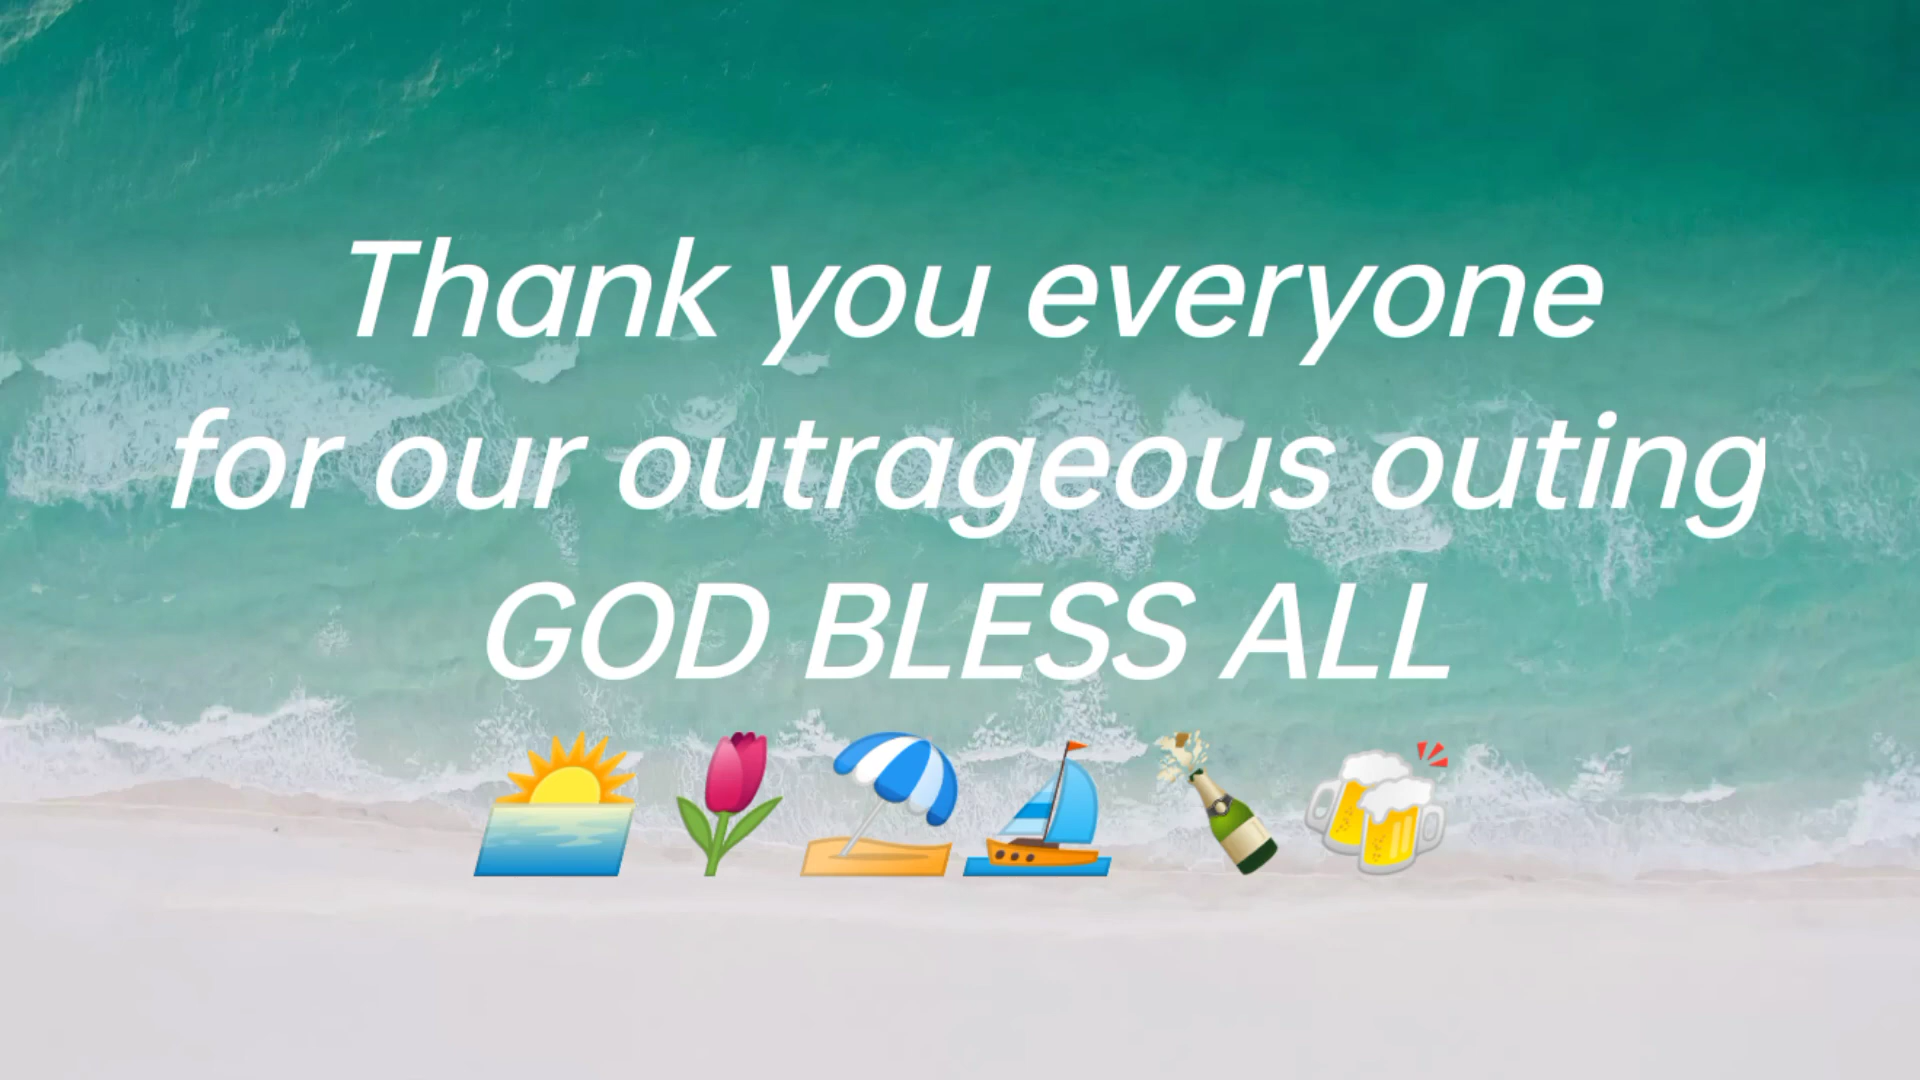 Thank you everyone
for our outrageous outing
GOD BLESS ALL
🌅🌷🏖️⛵🍾🍻